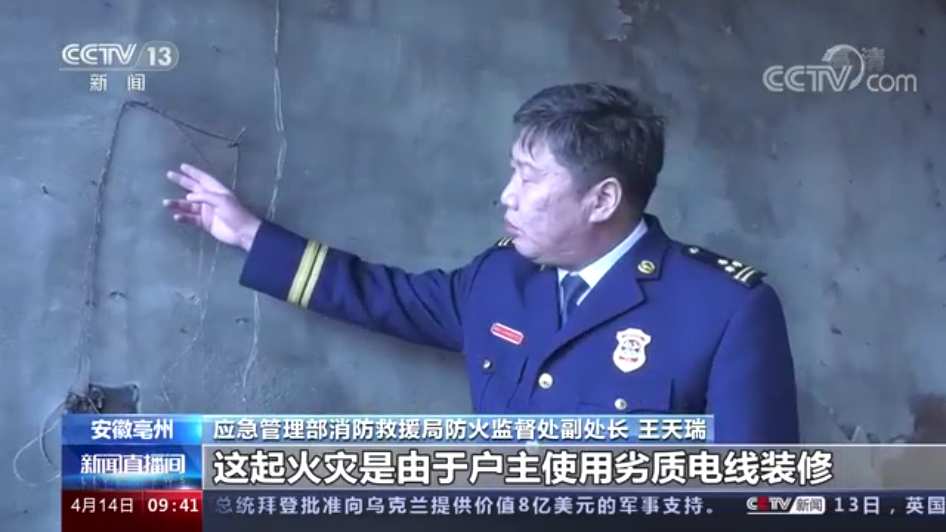 CCTV 13
新闻
高清
CCTV.com
安徽亳州
应急管理部消防救援局防火监督处副处长 王天瑞
新闻直播间
这起火灾是由于户主使用劣质电线装修
4月14日 09:41
总统拜登批准向乌克兰提供价值8亿美元的军事支持。 CCTV新闻 13日,英国